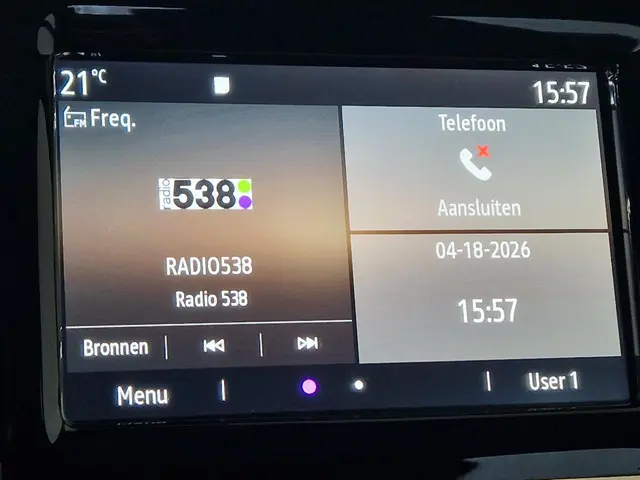 21°C
15:57
FM Freq.
radio 538
RADIO538
Radio 538
Bronnen
Telefoon
Aansluiten
04-18-2026
15:57
Menu
User 1